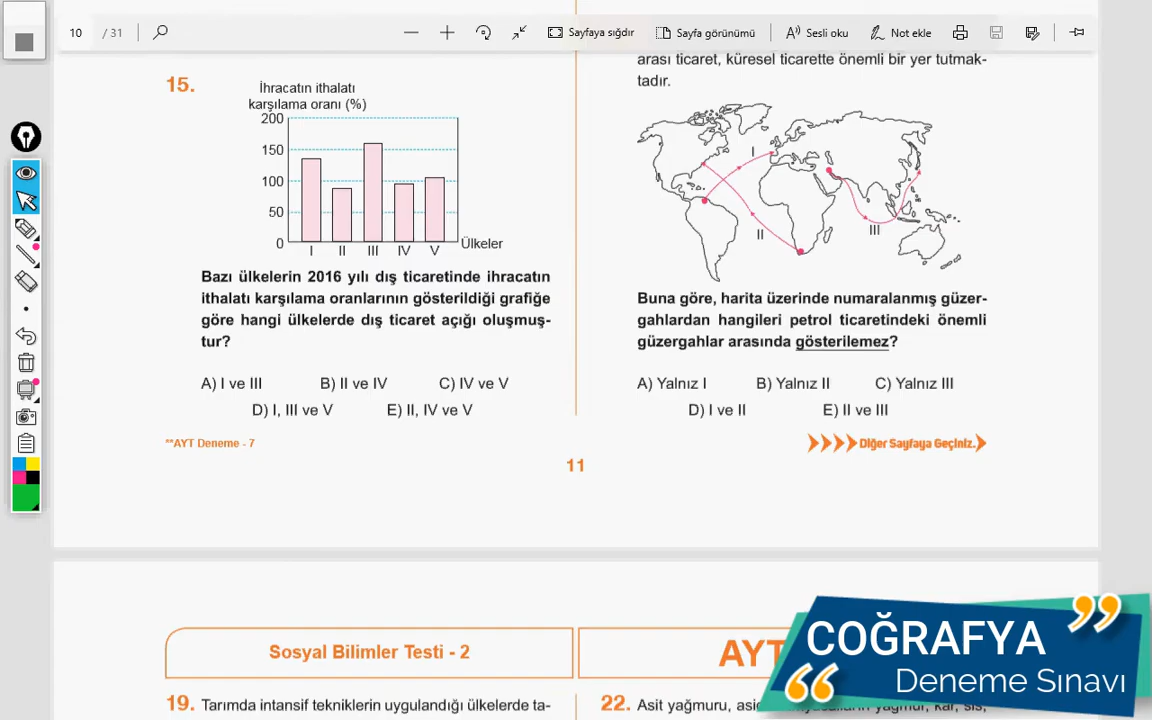 10 / 31
Sayfaya sığdır
Sayfa görünümü
Sesli oku
Not ekle
15.
İhracatın ithalatı
karşılama oranı (%)
200
150
100
50
0
I II III IV V
Ülkeler
Bazı ülkelerin 2016 yılı dış ticaretinde ihracatın
ithalatı karşılama oranlarının gösterildiği grafiğe
göre hangi ülkelerde dış ticaret açığı oluşmuş-
tur?
A) I ve III B) II ve IV C) IV ve V
D) I, III ve V E) II, IV ve V
**AYT Deneme - 7
arası ticaret, küresel ticarette önemli bir yer tutmak-
tadır.
I
II
III
Buna göre, harita üzerinde numaralanmış güzer-
gahlardan hangileri petrol ticaretindeki önemli
güzergahlar arasında gösterilemez?
A) Yalnız I B) Yalnız II C) Yalnız III
D) I ve II E) II ve III
Diğer Sayfaya Geçiniz.
11
Sosyal Bilimler Testi - 2
AYT
19. Tarımda intansif tekniklerin uygulandığı ülkelerde ta-
22. Asit yağmuru, yağmur, kar, sis,
COĞRAFYA
Deneme Sınavı